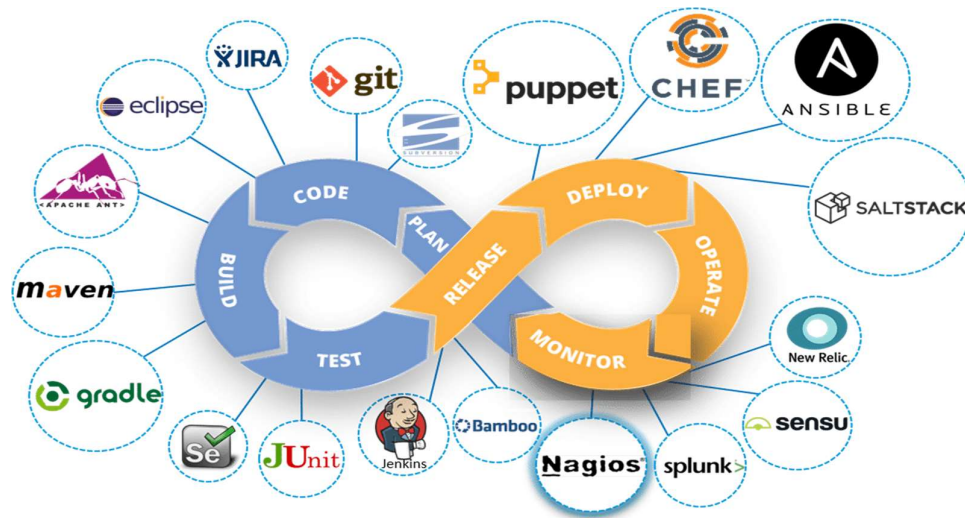 JIRA
git
puppet
CHEF
ANSIBLE
eclipse
SUBVERSION
<APACHE ANT>
SALTSTACK
CODE
DEPLOY
PLAN
RELEASE
BUILD
OPERATE
TEST
MONITOR
maven
gradle
New Relic.
Se
JUnit
Jenkins
Bamboo
Nagios®
splunk>
sensu